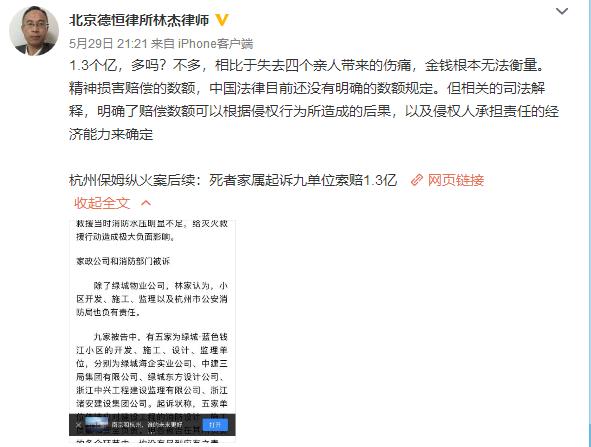 北京德恒律所林杰律师
5月29日 21:21 来自 iPhone客户端
1.3个亿，多吗？不多，相比于失去四个亲人带来的伤痛，金钱根本无法衡量。
精神损害赔偿的数额，中国法律目前还没有明确的数额规定。但相关的司法解
释，明确了赔偿数额可以根据侵权行为所造成的后果，以及侵权人承担责任的经
济能力来确定
杭州保姆纵火案后续：死者家属起诉九单位索赔1.3亿 网页链接
收起全文
救援当时消防水压明显不足，给灭火救
援行动造成极大负面影响。
家政公司和消防部门被诉
除了绿城物业公司，林家认为，小
区开发、施工、监理以及杭州市公安消
防局也负有责任。
九家被告中，有五家为绿城·蓝色钱
江小区的开发、施工、设计、监理单
位，分别为绿城海企实业公司、中建三
局集团有限公司、绿城东方设计公司、
浙江中兴工程建设监理有限公司、浙江
诸安建设集团公司。起诉状称，五家单
南京和杭州，谁的未来更好
打开